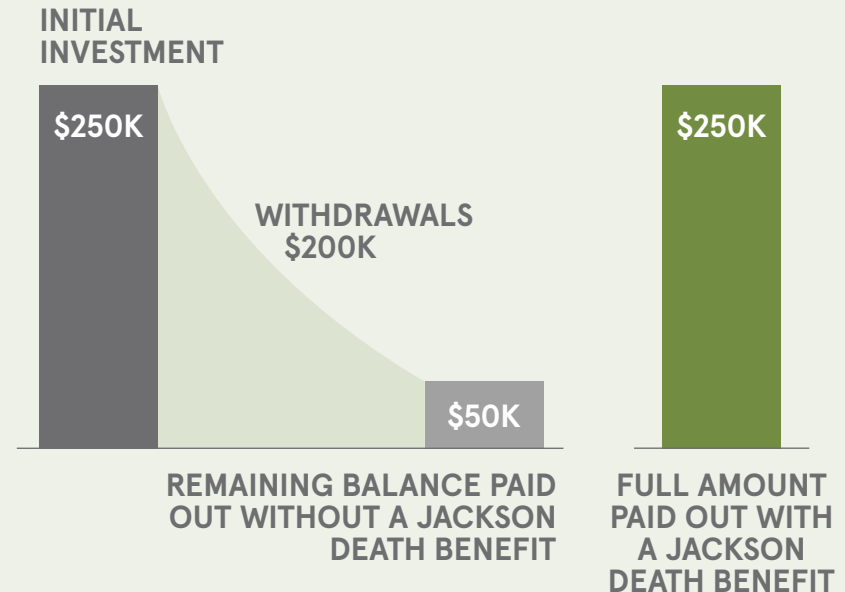 INITIAL
INVESTMENT
$250K
WITHDRAWALS
$200K
$50K
REMAINING BALANCE PAID
OUT WITHOUT A JACKSON
DEATH BENEFIT
$250K
FULL AMOUNT
PAID OUT WITH
A JACKSON
DEATH BENEFIT